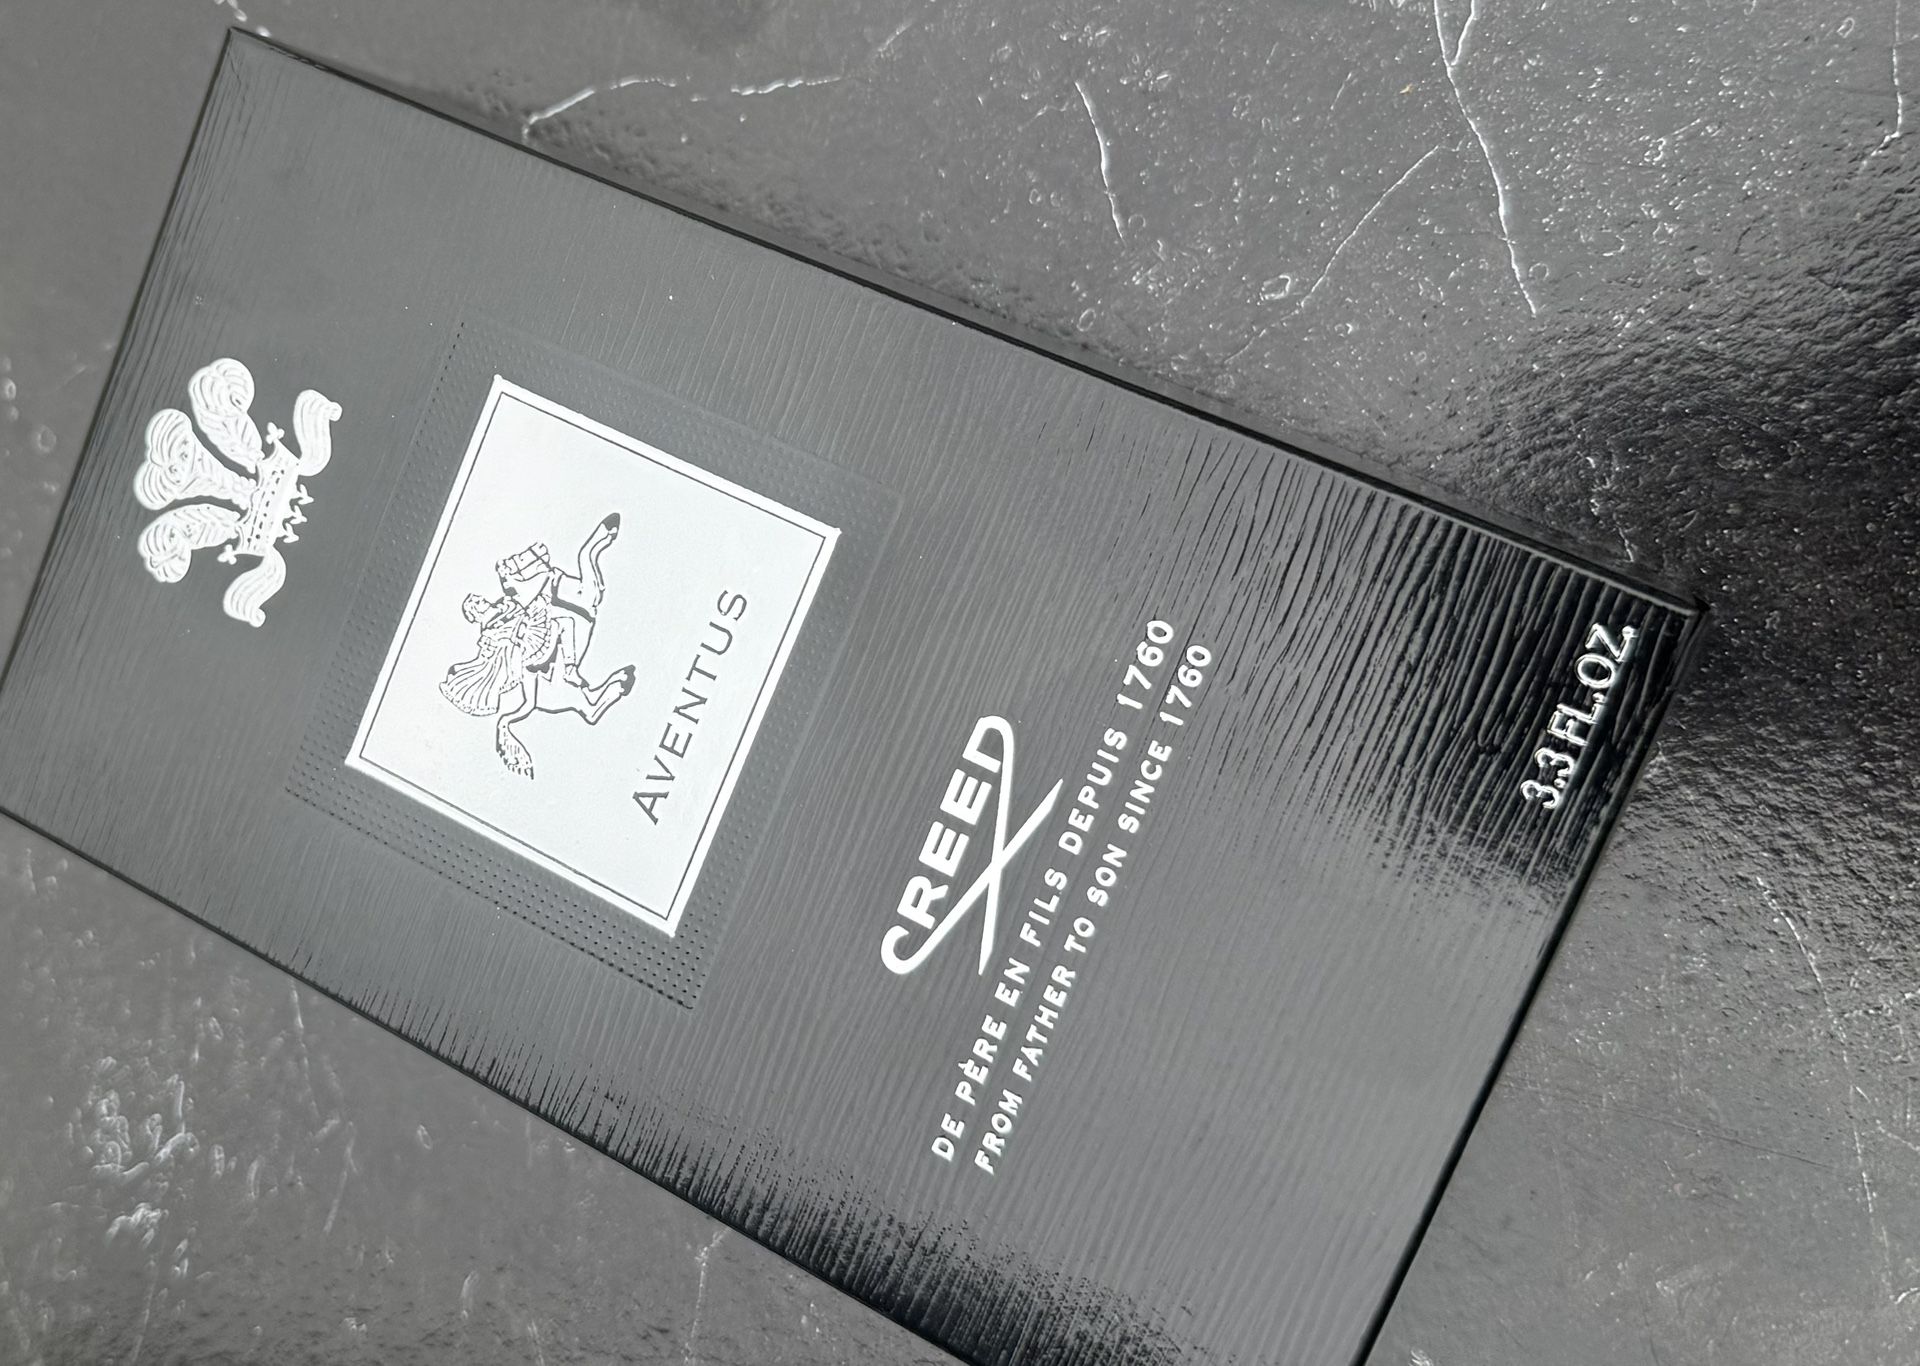 AVENTUS
CREED
DE PÈRE EN FILS DEPUIS 1760
FROM FATHER TO SON SINCE 1760
3.3 FL.OZ.